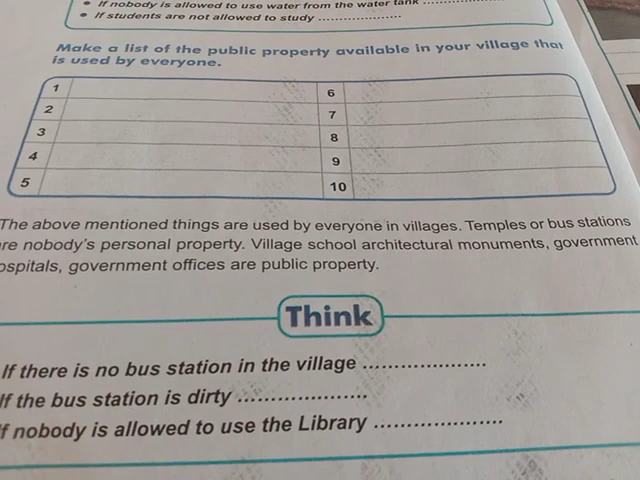 If nobody is allowed to use water from the water tank ..................
If students are not allowed to study ...................
Make a list of the public property available in your village that
is used by everyone.
1
6
2
7
3
8
4
9
5
10
The above mentioned things are used by everyone in villages. Temples or bus stations
re nobody's personal property. Village school architectural monuments, government
ospitals, government offices are public property.
Think
If there is no bus station in the village .....................
If the bus station is dirty .....................
f nobody is allowed to use the Library .....................